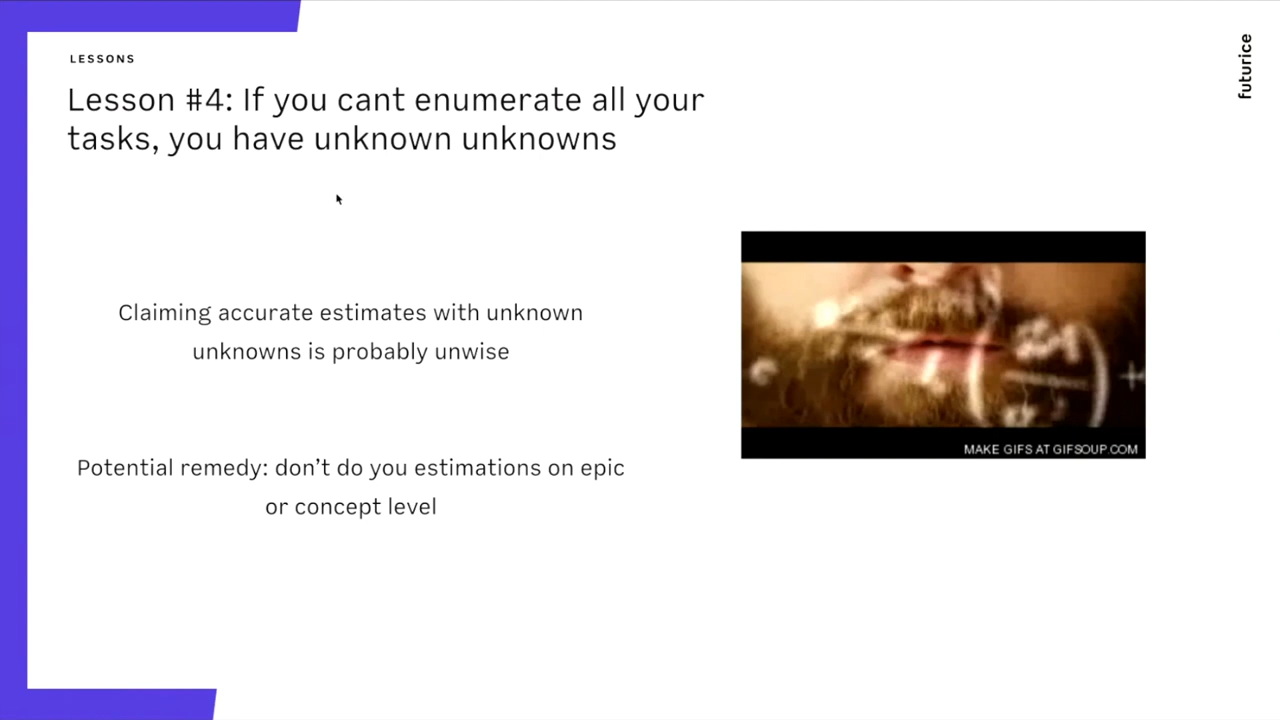 LESSONS
Lesson #4: If you cant enumerate all your
tasks, you have unknown unknowns
futurice
Claiming accurate estimates with unknown
unknowns is probably unwise
Potential remedy: don’t do you estimations on epic
or concept level
MAKE GIFS AT GIFSOUP.COM